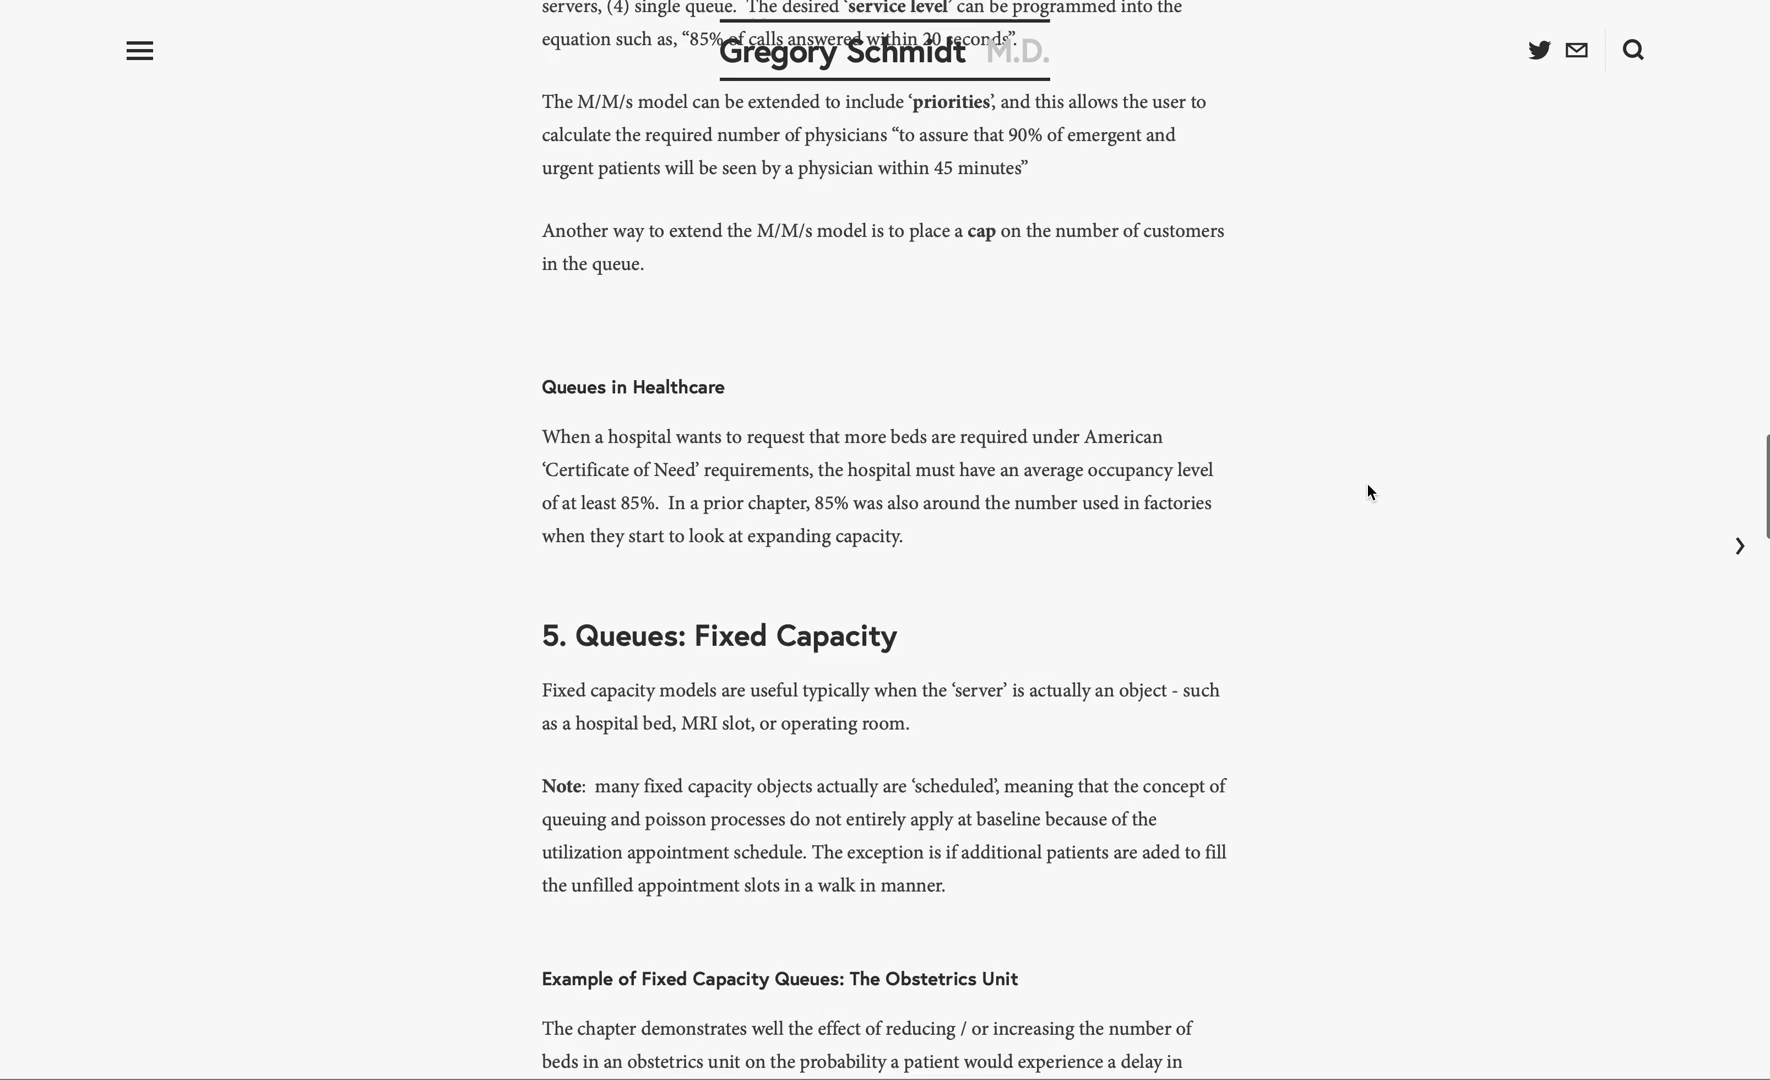 servers, (4) single queue.  The desired ‘service level’ can be programmed into the
equation such as, “85% of calls answered within 20 seconds”.
Gregory Schmidt M.D.
The M/M/s model can be extended to include ‘priorities’, and this allows the user to
calculate the required number of physicians “to assure that 90% of emergent and
urgent patients will be seen by a physician within 45 minutes”
Another way to extend the M/M/s model is to place a cap on the number of customers
in the queue.
Queues in Healthcare
When a hospital wants to request that more beds are required under American
‘Certificate of Need’ requirements, the hospital must have an average occupancy level
of at least 85%.  In a prior chapter, 85% was also around the number used in factories
when they start to look at expanding capacity.
5. Queues: Fixed Capacity
Fixed capacity models are useful typically when the ‘server’ is actually an object - such
as a hospital bed, MRI slot, or operating room.
Note:  many fixed capacity objects actually are ‘scheduled’, meaning that the concept of
queuing and poisson processes do not entirely apply at baseline because of the
utilization appointment schedule. The exception is if additional patients are aded to fill
the unfilled appointment slots in a walk in manner.
Example of Fixed Capacity Queues: The Obstetrics Unit
The chapter demonstrates well the effect of reducing / or increasing the number of
beds in an obstetrics unit on the probability a patient would experience a delay in